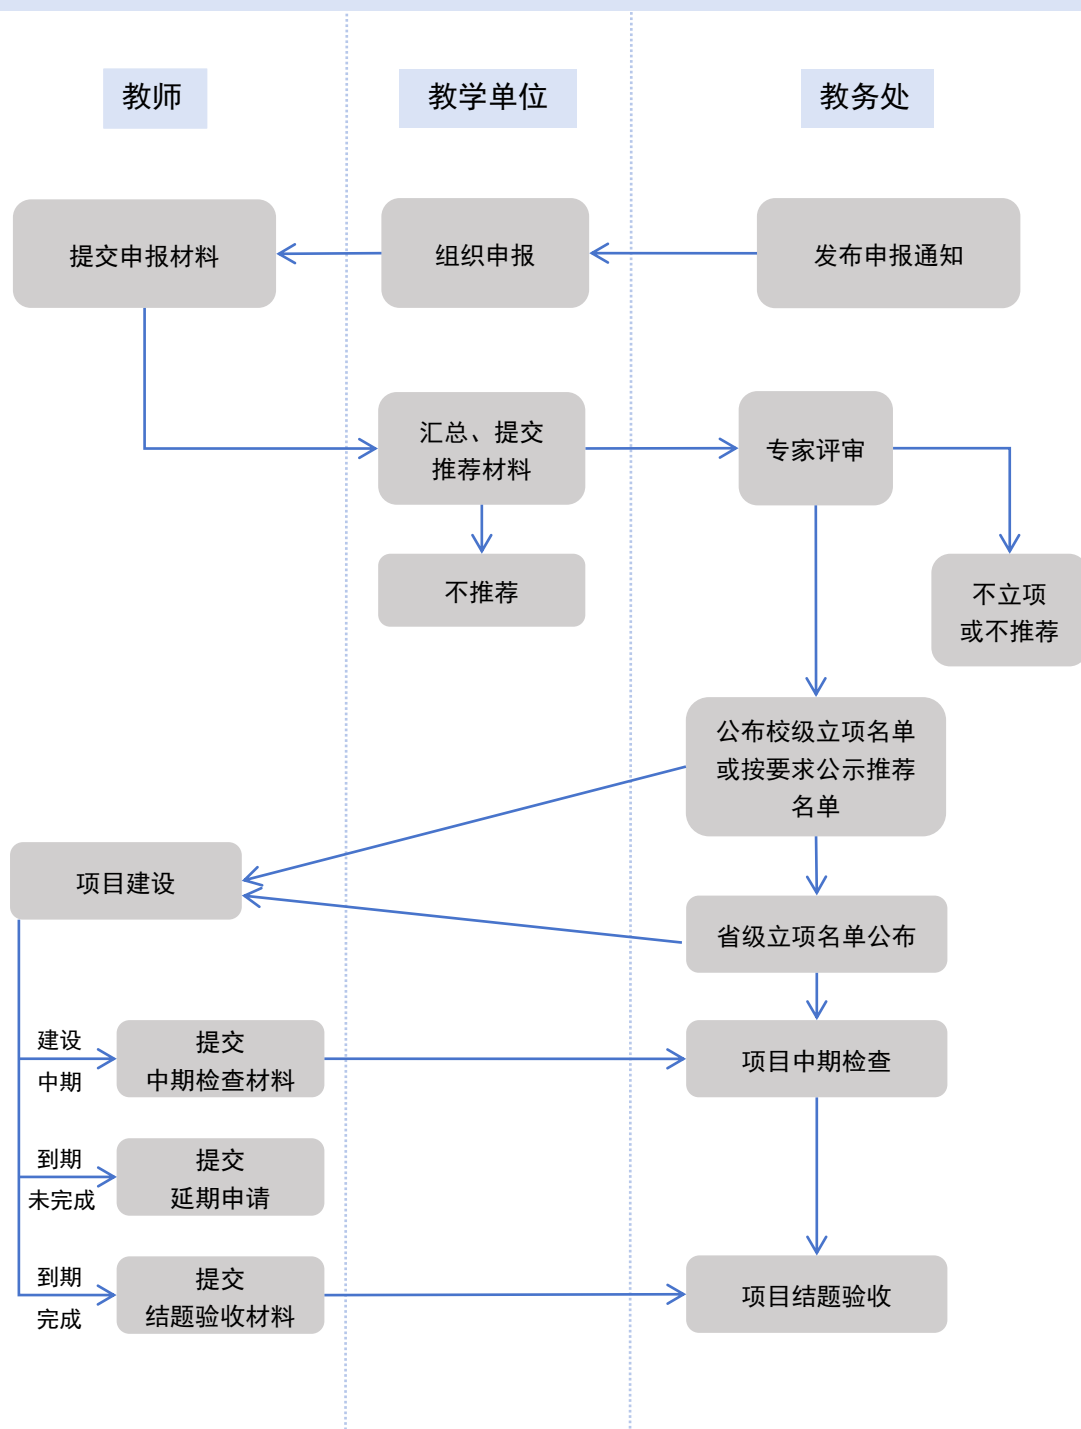 教师
教学单位
教务处
提交申报材料
组织申报
发布申报通知
汇总、提交
推荐材料
专家评审
不推荐
不立项
或不推荐
公布校级立项名单
或按要求公示推荐
名单
项目建设
省级立项名单公布
建设
中期
提交
中期检查材料
项目中期检查
到期
未完成
提交
延期申请
到期
完成
提交
结题验收材料
项目结题验收